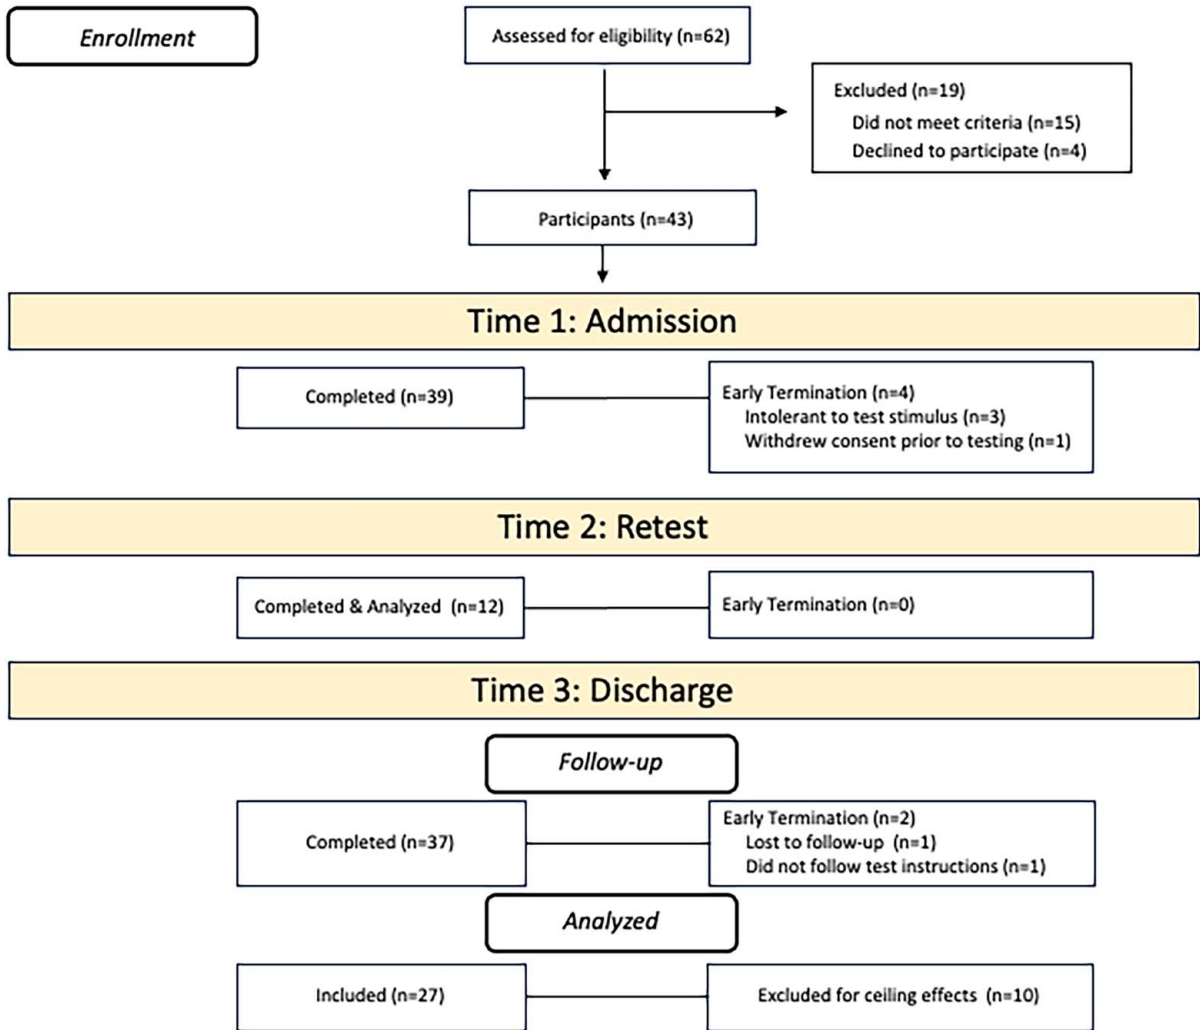 Enrollment
Assessed for eligibility (n=62)
Excluded (n=19)
Did not meet criteria (n=15)
Declined to participate (n=4)
Participants (n=43)
Time 1: Admission
Completed (n=39)
Early Termination (n=4)
Intolerant to test stimulus (n=3)
Withdrew consent prior to testing (n=1)
Time 2: Retest
Completed & Analyzed (n=12)
Early Termination (n=0)
Time 3: Discharge
Follow-up
Completed (n=37)
Early Termination (n=2)
Lost to follow-up (n=1)
Did not follow test instructions (n=1)
Analyzed
Included (n=27)
Excluded for ceiling effects (n=10)